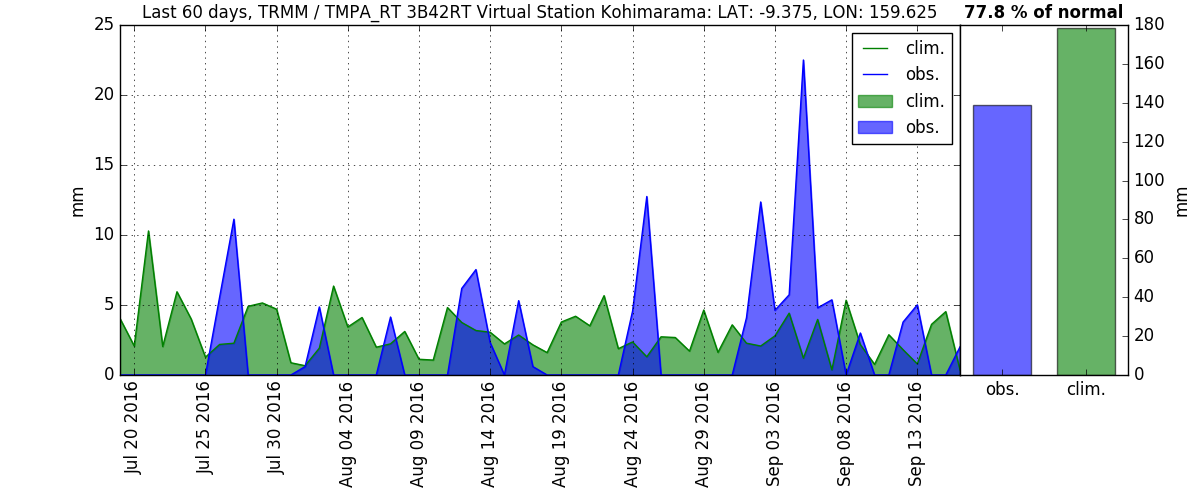 Last 60 days, TRMM / TMPA_RT 3B42RT Virtual Station Kohimarama: LAT: -9.375, LON: 159.625
77.8 % of normal
25
20
15
10
5
0
mm
clim.
obs.
clim.
obs.
180
160
140
120
100
80
60
40
20
0
mm
Jul 20 2016
Jul 25 2016
Jul 30 2016
Aug 04 2016
Aug 09 2016
Aug 14 2016
Aug 19 2016
Aug 24 2016
Aug 29 2016
Sep 03 2016
Sep 08 2016
Sep 13 2016
obs.
clim.